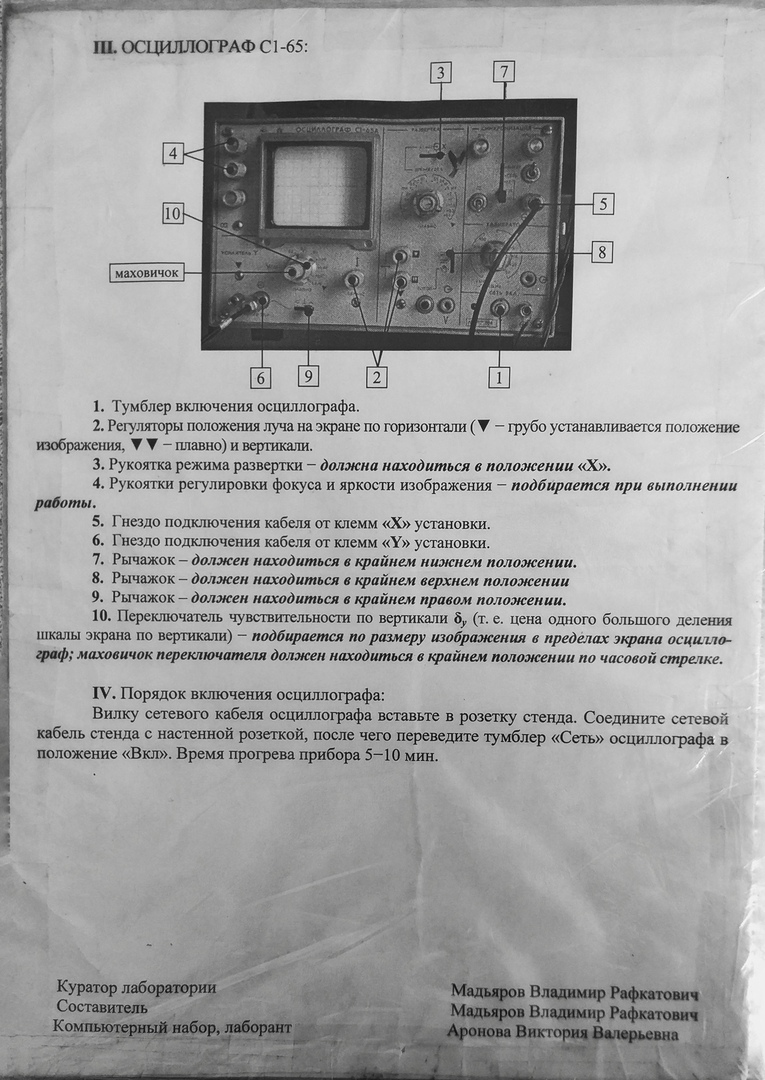 III. ОСЦИЛЛОГРАФ С1-65:
3
7
ОСЦИЛЛОГРАФ С1-65А
РАЗВЕРТКА
СИНХРОНИЗАЦИЯ
4
10
5
8
маховичок
6
9
2
1
1. Тумблер включения осциллографа.
2. Регуляторы положения луча на экране по горизонтали (▼ − грубо устанавливается положение
изображения, ▼▼ − плавно) и вертикали.
3. Рукоятка режима развертки − должна находиться в положении «X».
4. Рукоятки регулировки фокуса и яркости изображения − подбирается при выполнении
работы.
5. Гнездо подключения кабеля от клемм «X» установки.
6. Гнездо подключения кабеля от клемм «Y» установки.
7. Рычажок – должен находиться в крайнем нижнем положении.
8. Рычажок – должен находиться в крайнем верхнем положении
9. Рычажок – должен находиться в крайнем правом положении.
10. Переключатель чувствительности по вертикали δy (т. е. цена одного большого деления
шкалы экрана по вертикали) − подбирается по размеру изображения в пределах экрана осцилло-
граф; маховичок переключателя должен находиться в крайнем положении по часовой стрелке.
IV. Порядок включения осциллографа:
Вилку сетевого кабеля осциллографа вставьте в розетку стенда. Соедините сетевой
кабель стенда с настенной розеткой, после чего переведите тумблер «Сеть» осциллографа в
положение «Вкл». Время прогрева прибора 5−10 мин.
Куратор лаборатории Мадьяров Владимир Рафкатович
Составитель Мадьяров Владимир Рафкатович
Компьютерный набор, лаборант Аронова Виктория Валерьевна